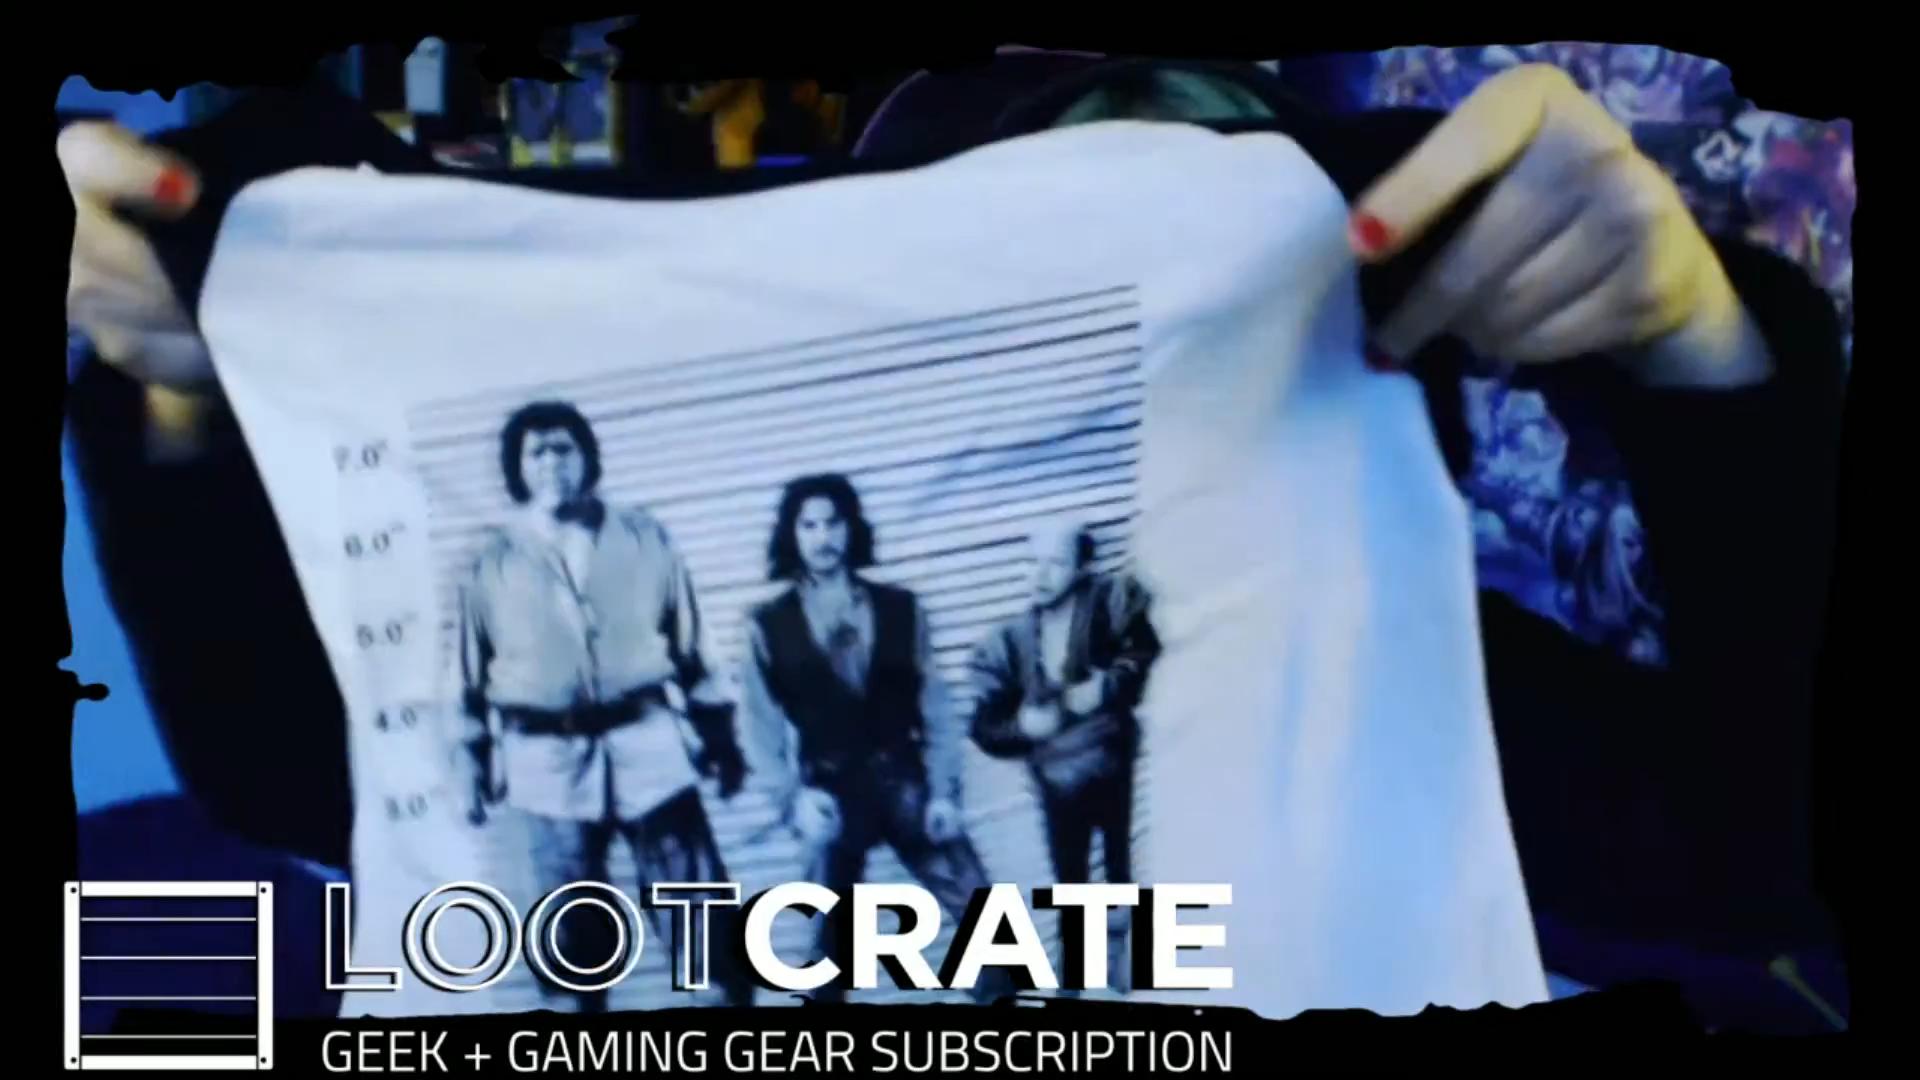 7.0"
6.0"
5.0"
4.0
3.0
LOOTCRATE
GEEK + GAMING GEAR SUBSCRIPTION